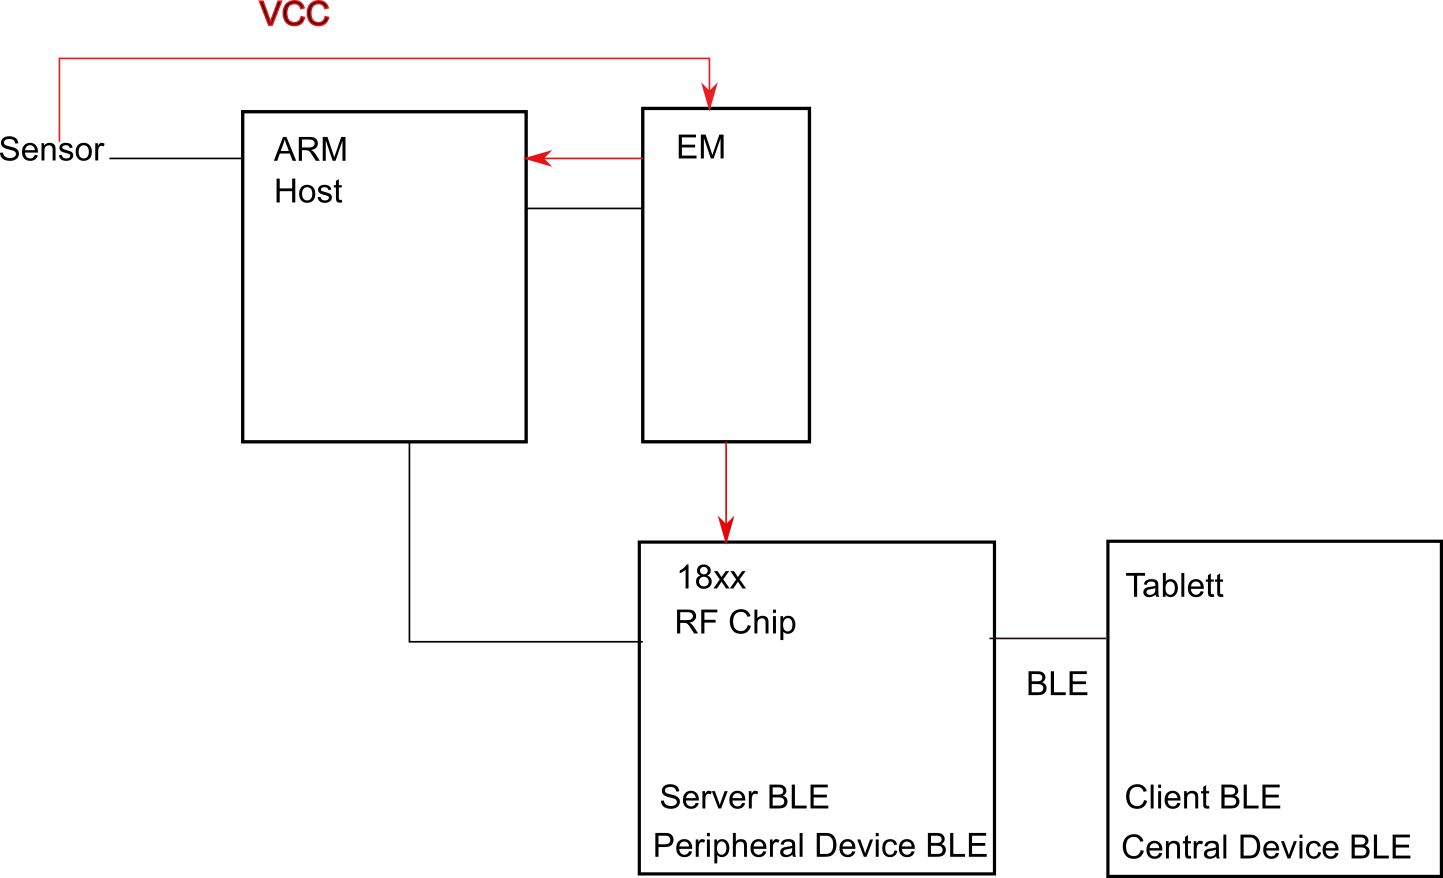 VCC
Sensor
ARM
Host
EM
18xx
RF Chip
Server BLE
Peripheral Device BLE
BLE
Tablett
Client BLE
Central Device BLE